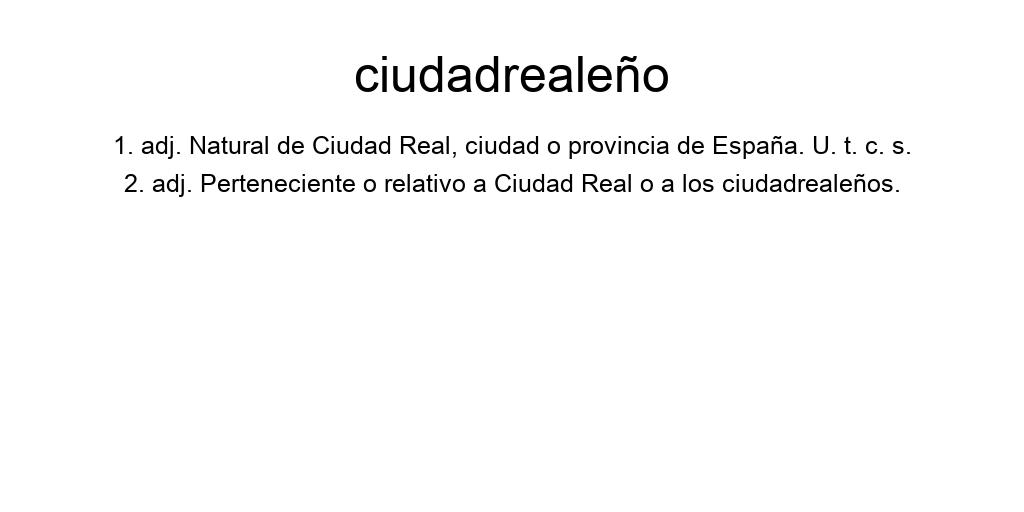 ciudadrealeño
1. adj. Natural de Ciudad Real, ciudad o provincia de España. U. t. c. s.
2. adj. Perteneciente o relativo a Ciudad Real o a los ciudadrealeños.